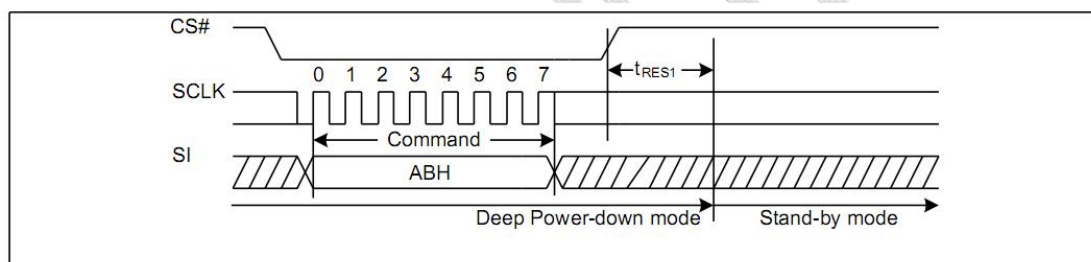 CS#
tRES1
0 1 2 3 4 5 6 7
SCLK
Command
SI
ABH
Deep Power-down mode Stand-by mode